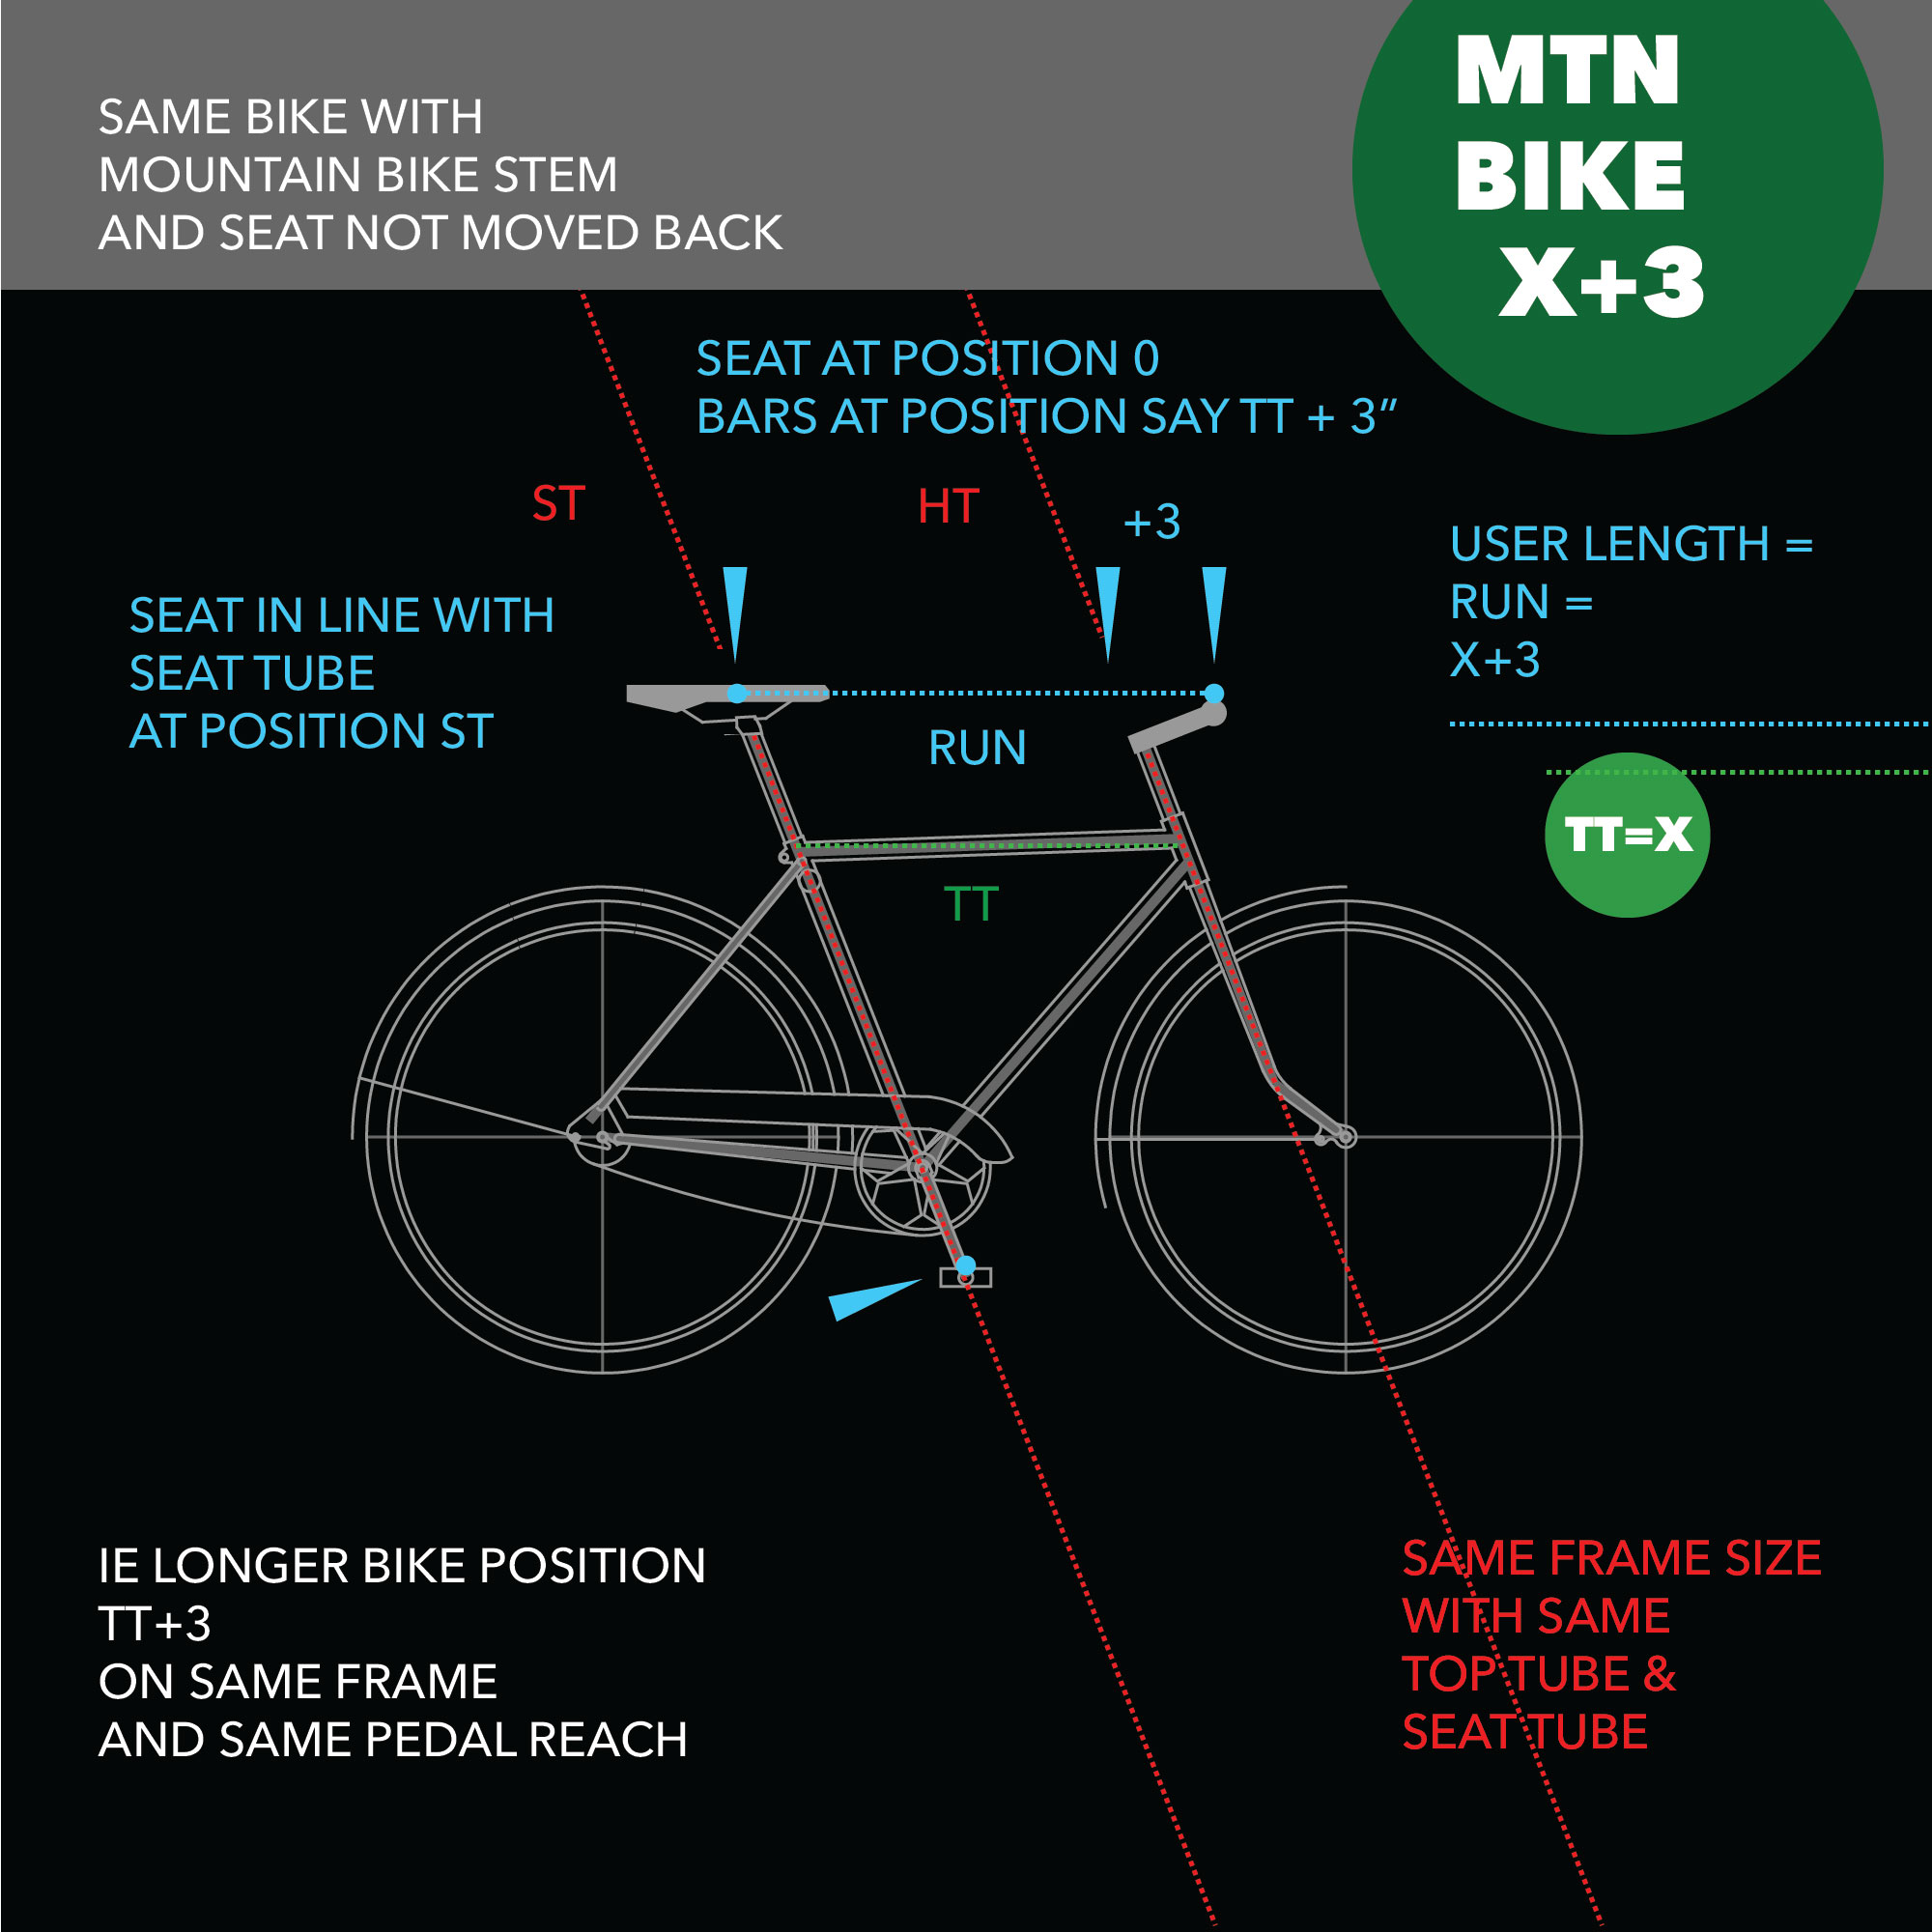 SAME BIKE WITH
MOUNTAIN BIKE STEM
AND SEAT NOT MOVED BACK
MTN
BIKE
X+3
SEAT AT POSITION 0
BARS AT POSITION SAY TT + 3”
ST
HT
+3
USER LENGTH =
RUN =
X+3
SEAT IN LINE WITH
SEAT TUBE
AT POSITION ST
RUN
TT=X
TT
IE LONGER BIKE POSITION
TT+3
ON SAME FRAME
AND SAME PEDAL REACH
SAME FRAME SIZE
WITH SAME
TOP TUBE &
SEAT TUBE